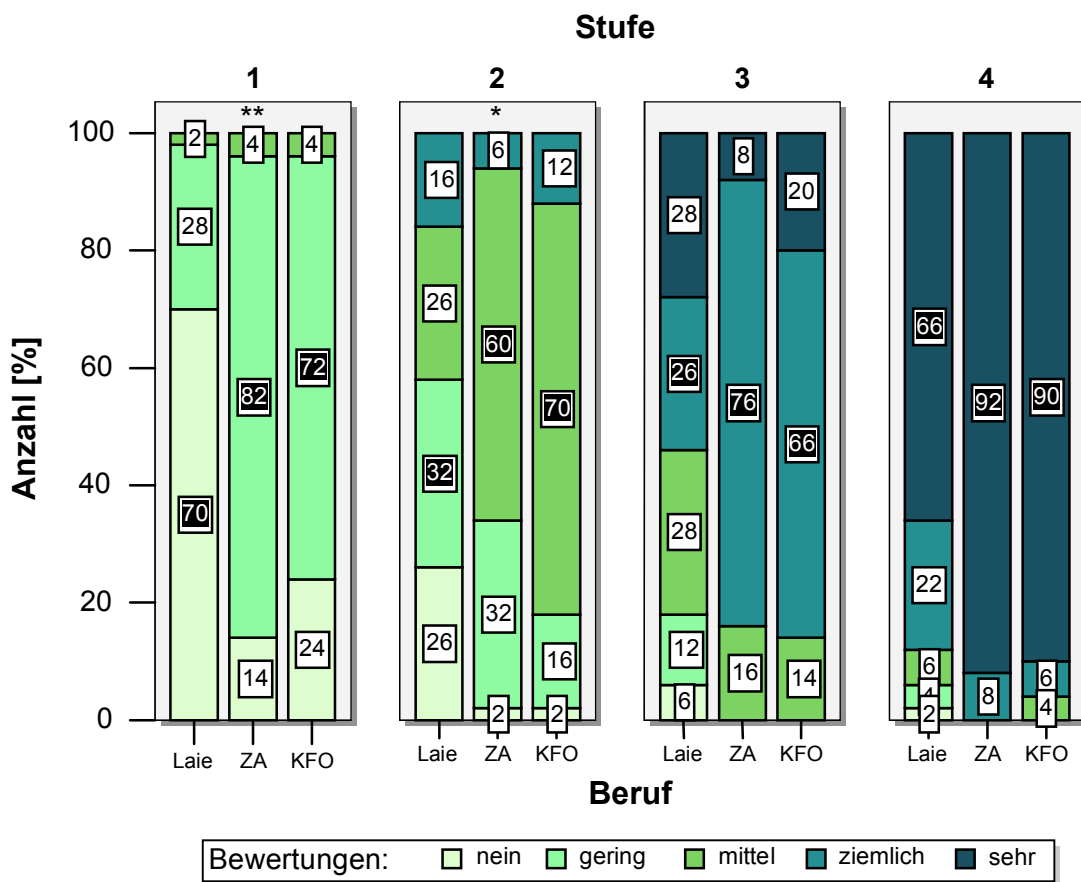 Stufe
1 2 3 4
** *
100
80
60
40
20
0
Anzahl [%]
2 28 70
4 82 14
4 72 24
16 26 32 26
6 60 32 2
12 70 16 2
28 26 28 12 6
8 76 16
20 66 14
66 22 6 4 2
92 8
90 6 4
Laie ZA KFO Laie ZA KFO Laie ZA KFO Laie ZA KFO
Beruf
Bewertungen: nein gering mittel ziemlich sehr